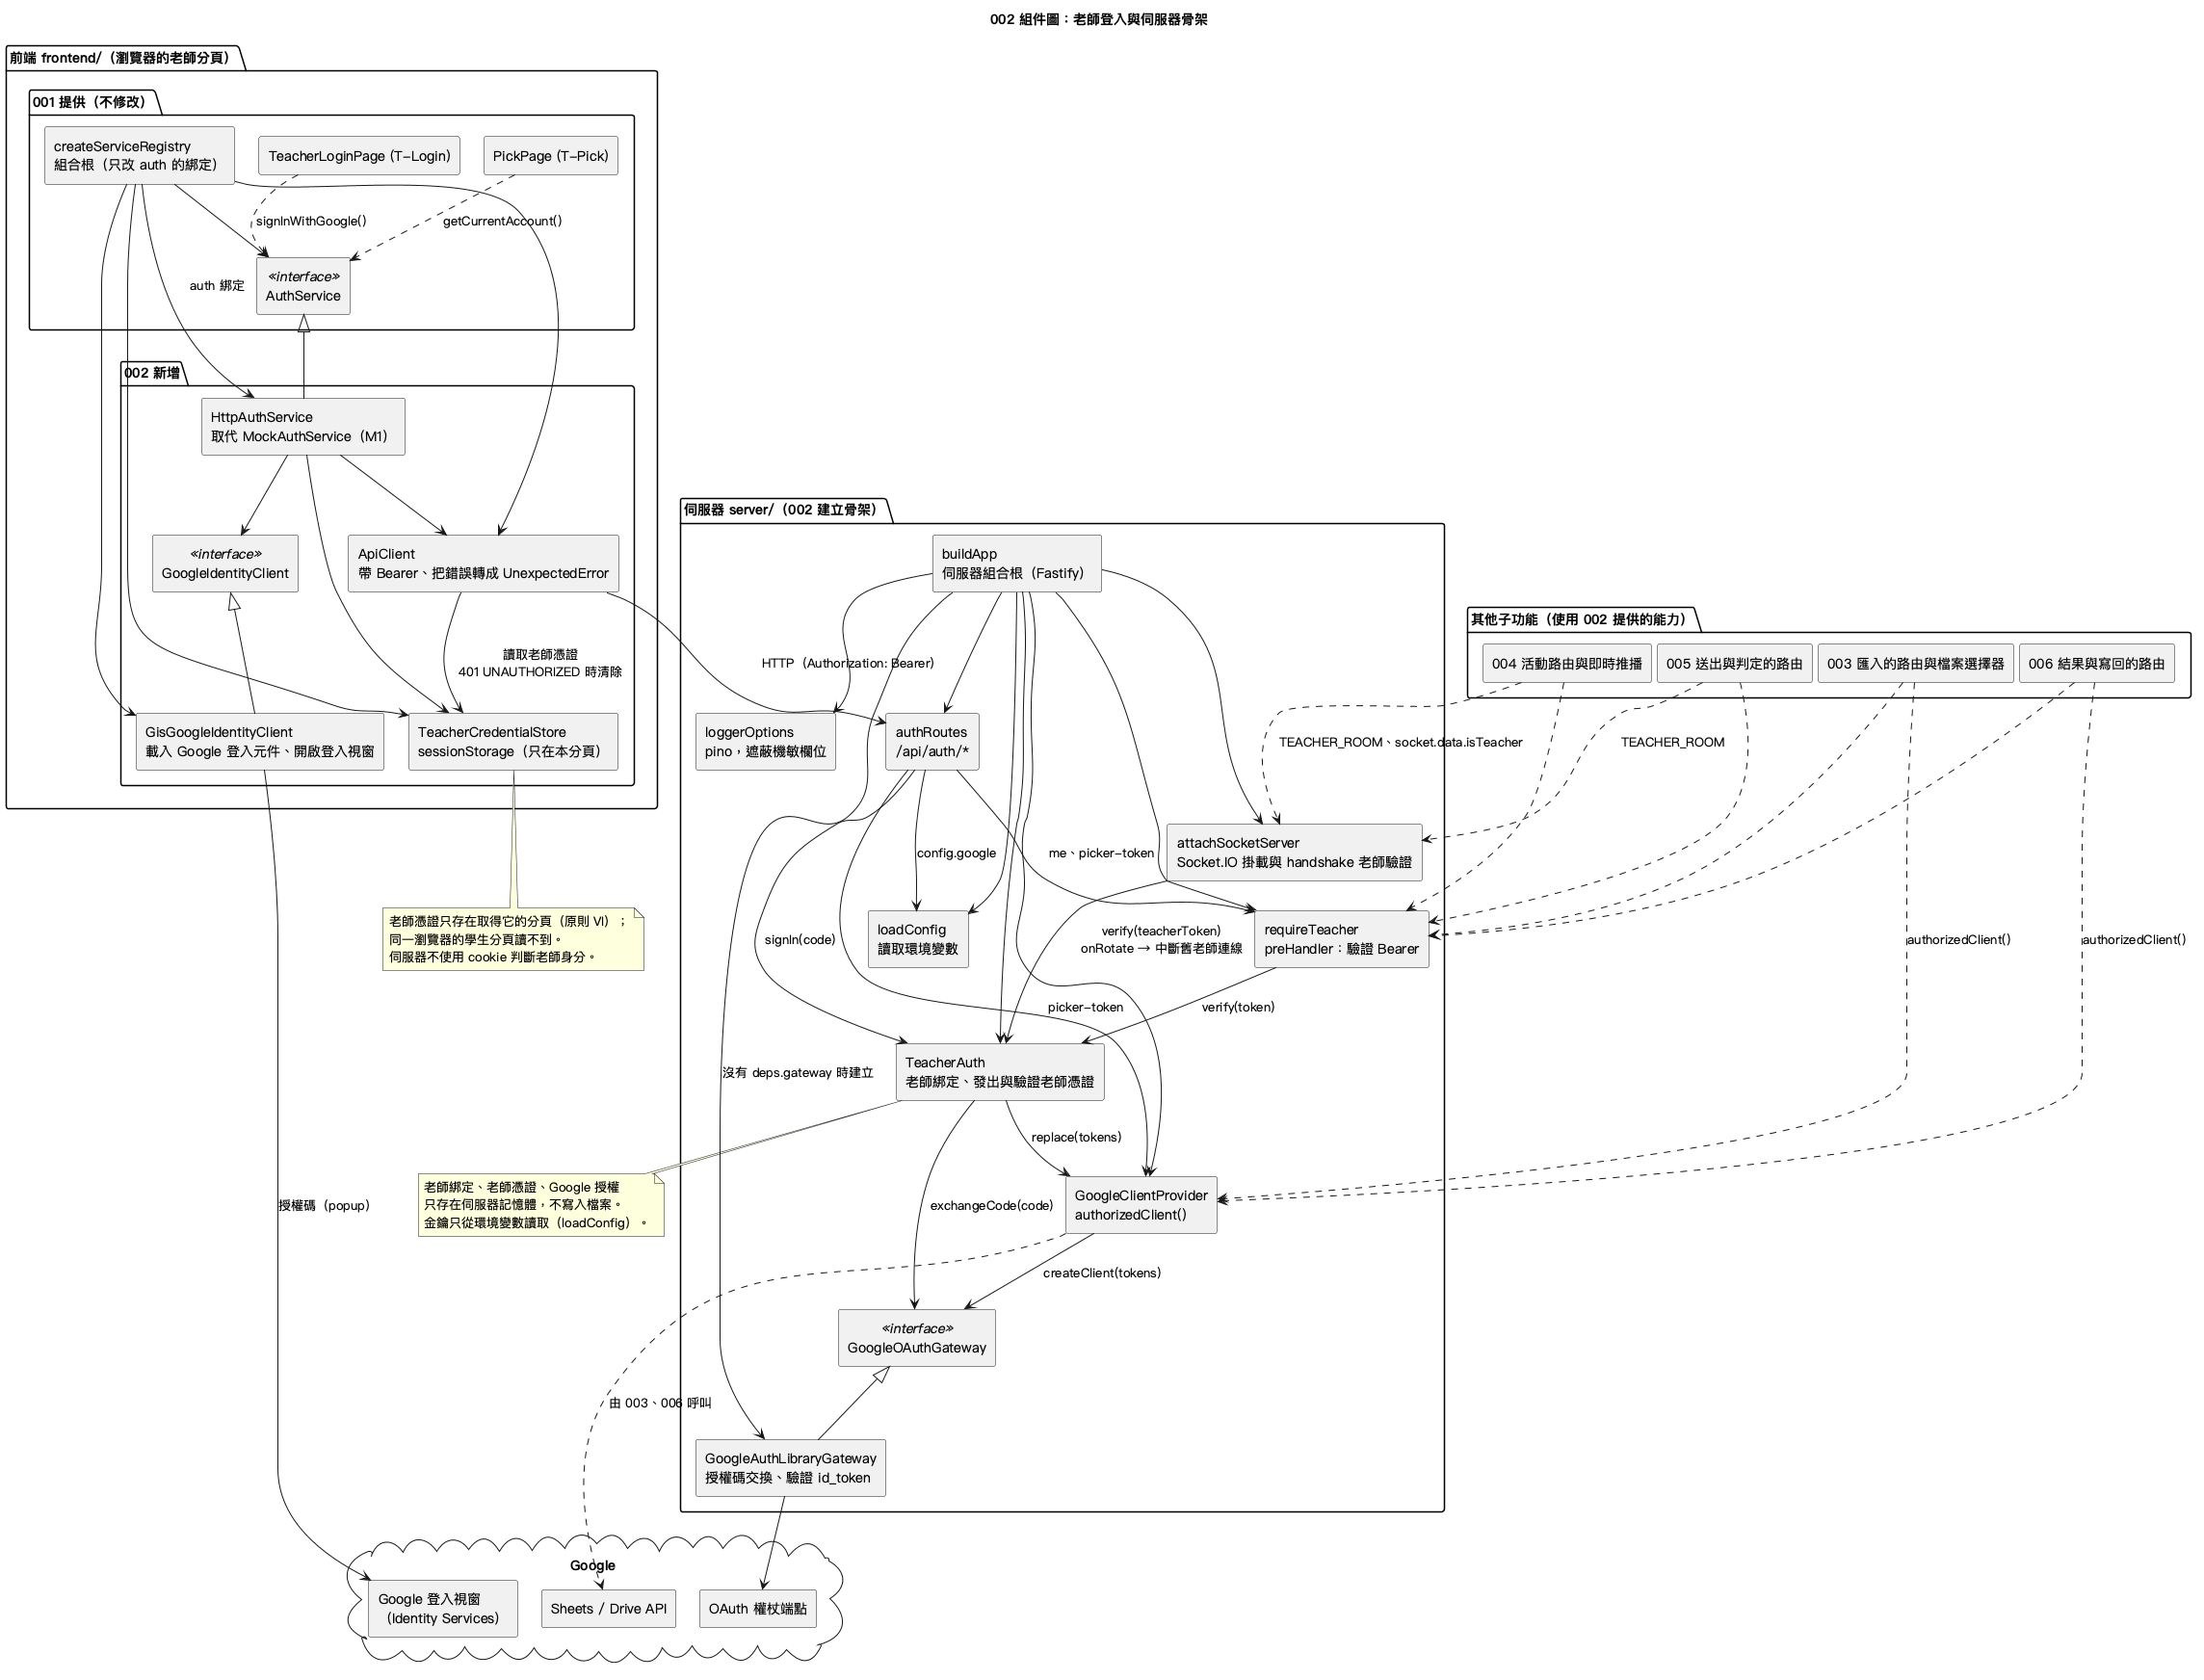 002 組件圖：老師登入與伺服器骨架
前端 frontend/（瀏覽器的老師分頁）
001 提供（不修改）
createServiceRegistry
組合根（只改 auth 的綁定）
TeacherLoginPage (T-Login)
PickPage (T-Pick)
signInWithGoogle()
getCurrentAccount()
auth 綁定
«interface»
AuthService
002 新增
HttpAuthService
取代 MockAuthService（M1）
«interface»
GoogleIdentityClient
ApiClient
帶 Bearer、把錯誤轉成 UnexpectedError
讀取老師憑證
401 UNAUTHORIZED 時清除
GisGoogleIdentityClient
載入 Google 登入元件、開啟登入視窗
TeacherCredentialStore
sessionStorage（只在本分頁）
老師憑證只存在取得它的分頁（原則 VI）；
同一瀏覽器的學生分頁讀不到。
伺服器不使用 cookie 判斷老師身分。
伺服器 server/（002 建立骨架）
buildApp
伺服器組合根（Fastify）
HTTP（Authorization: Bearer）
loggerOptions
pino，遮蔽機敏欄位
authRoutes
/api/auth/*
其他子功能（使用 002 提供的能力）
004 活動路由與即時推播
005 送出與判定的路由
003 匯入的路由與檔案選擇器
006 結果與寫回的路由
TEACHER_ROOM、socket.data.isTeacher
TEACHER_ROOM
config.google
me、picker-token
attachSocketServer
Socket.IO 掛載與 handshake 老師驗證
loadConfig
讀取環境變數
signIn(code)
verify(teacherToken)
onRotate → 中斷舊老師連線
requireTeacher
preHandler：驗證 Bearer
authorizedClient()
authorizedClient()
picker-token
verify(token)
沒有 deps.gateway 時建立
TeacherAuth
老師綁定、發出與驗證老師憑證
replace(tokens)
老師綁定、老師憑證、Google 授權
只存在伺服器記憶體，不寫入檔案。
金鑰只從環境變數讀取（loadConfig）。
授權碼（popup）
exchangeCode(code)
GoogleClientProvider
authorizedClient()
createClient(tokens)
«interface»
GoogleOAuthGateway
由 003、006 呼叫
GoogleAuthLibraryGateway
授權碼交換、驗證 id_token
Google
Google 登入視窗
（Identity Services）
Sheets / Drive API
OAuth 權杖端點